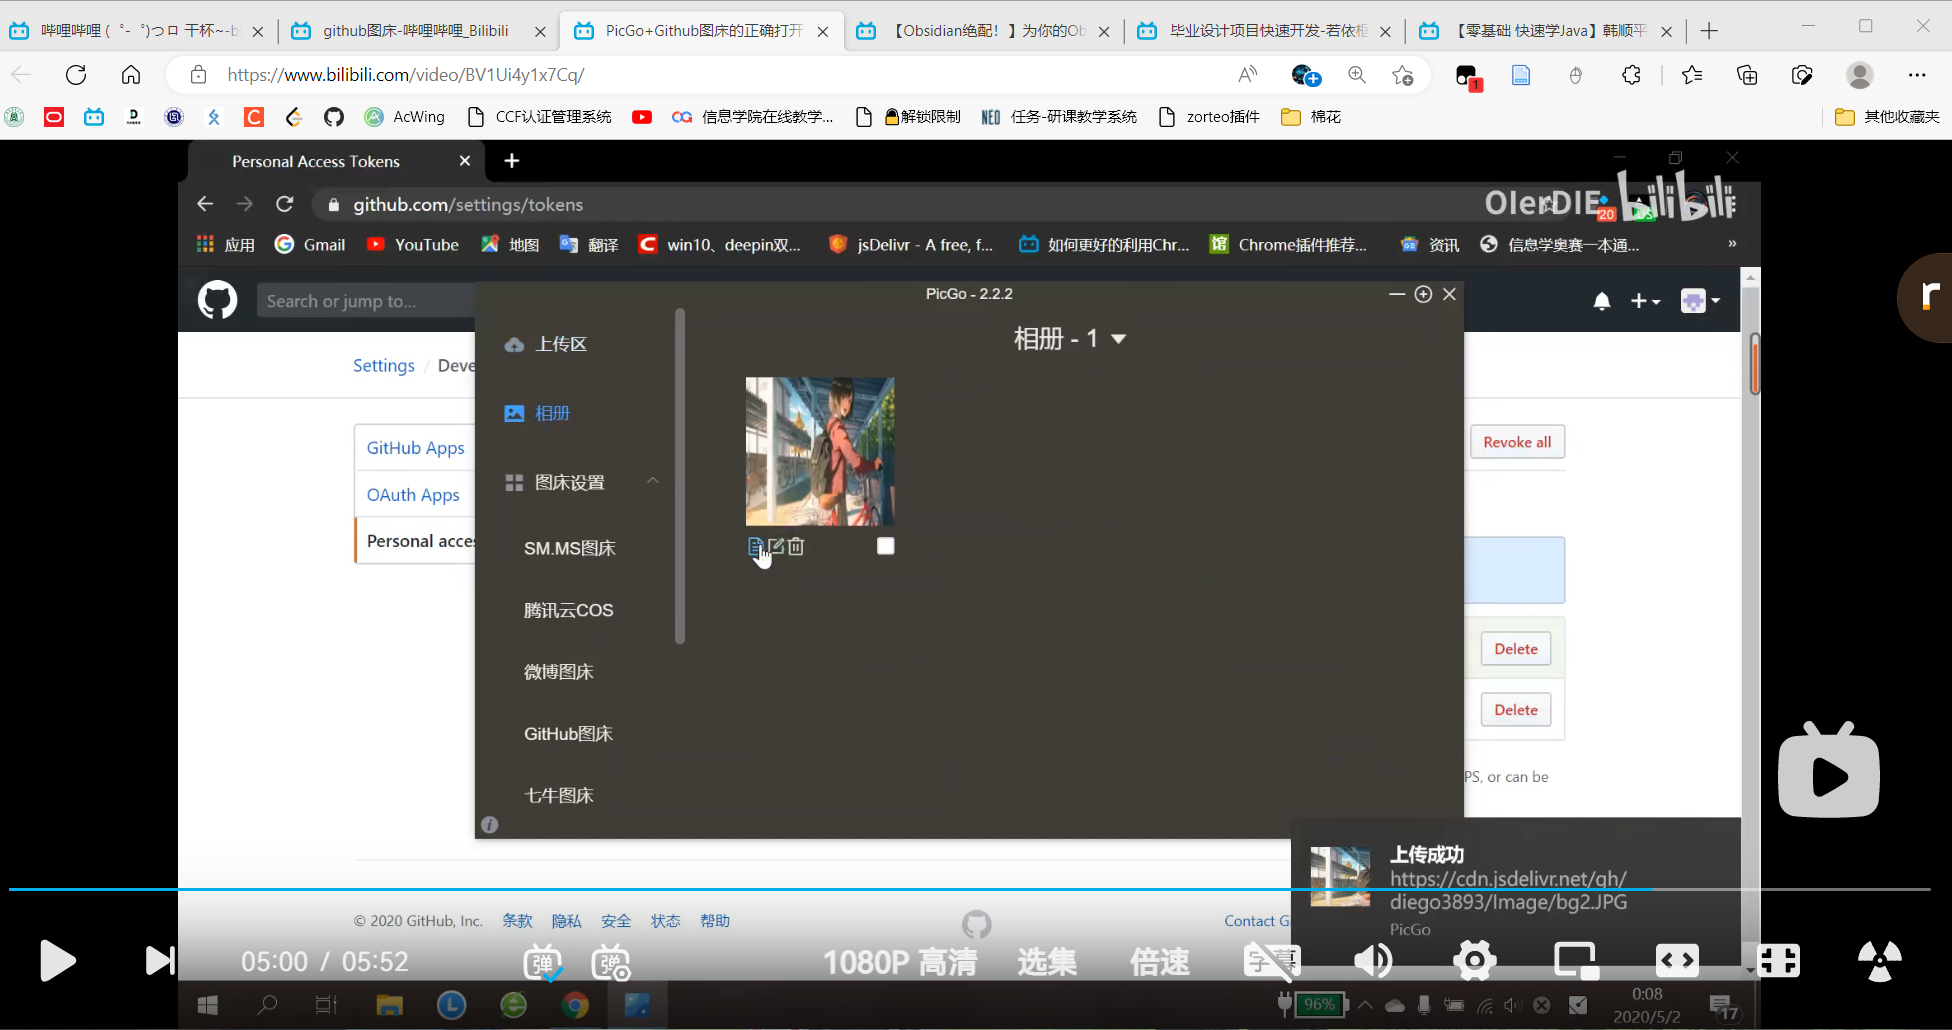 哔哩哔哩 (゜-゜)つロ 干杯~-b
github图床-哔哩哔哩_Bilibili
PicGo+Github图床的正确打开
【Obsidian绝配！】为你的Ob
毕业设计项目快速开发-若依框
【零基础 快速学Java】韩顺平
https://www.bilibili.com/video/BV1Ui4y1x7Cq/
1
AcWing
CCF认证管理系统
信息学院在线教学...
解锁限制
NEO 任务-研课教学系统
zorteo插件
棉花
其他收藏夹
Personal Access Tokens
github.com/settings/tokens
OIerDIE bilibili
20
应用
Gmail
YouTube
地图
翻译
win10、deepin双...
jsDelivr - A free, f...
如何更好的利用Chr...
Chrome插件推荐...
资讯
信息学奥赛一本通...
»
Search or jump to...
PicGo - 2.2.2
相册 - 1
上传区
相册
图床设置
SM.MS图床
腾讯云COS
微博图床
GitHub图床
七牛图床
Settings / Deve
GitHub Apps
OAuth Apps
Personal acces
Revoke all
Delete
Delete
PS, or can be
r
上传成功
https://cdn.jsdelivr.net/gh/
diego3893/Image/bg2.JPG
PicGo
© 2020 GitHub, Inc.
条款
隐私
安全
状态
帮助
Contact G
05:00 / 05:52
弹
弹
1080P 高清
选集
倍速
字幕
96%
0:08
2020/5/2
17